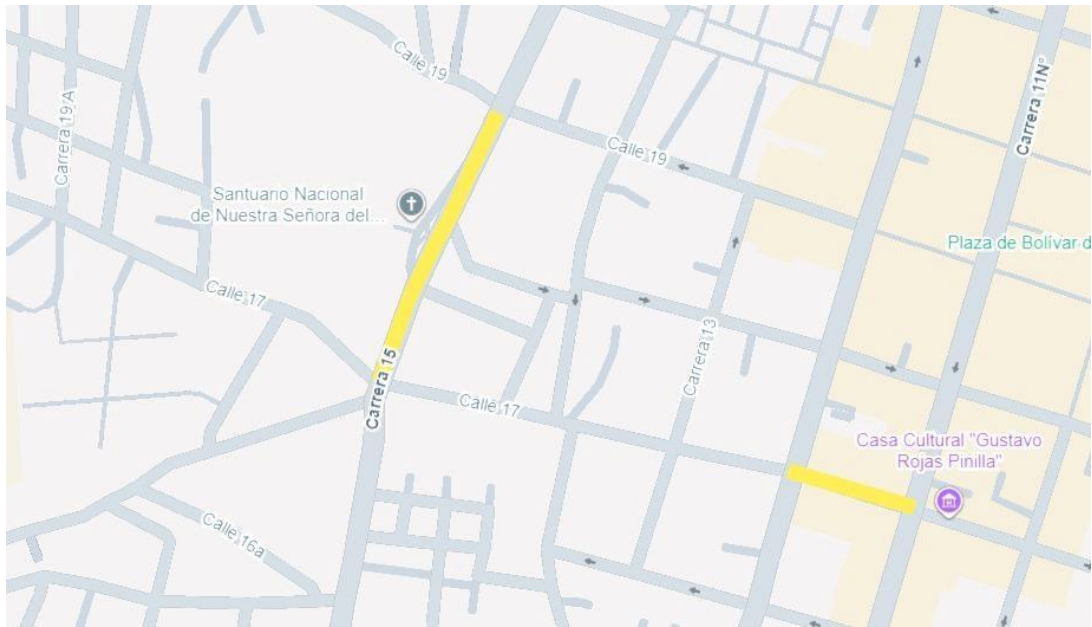 Calle 19
Carrera 19 A
Carrera 11N°
Calle 19
Santuario Nacional
de Nuestra Señora del...
Plaza de Bolívar d
Calle 17
Carrera 13
Carrera 15
Calle 17
Casa Cultural "Gustavo
Rojas Pinilla"
Calle 16a